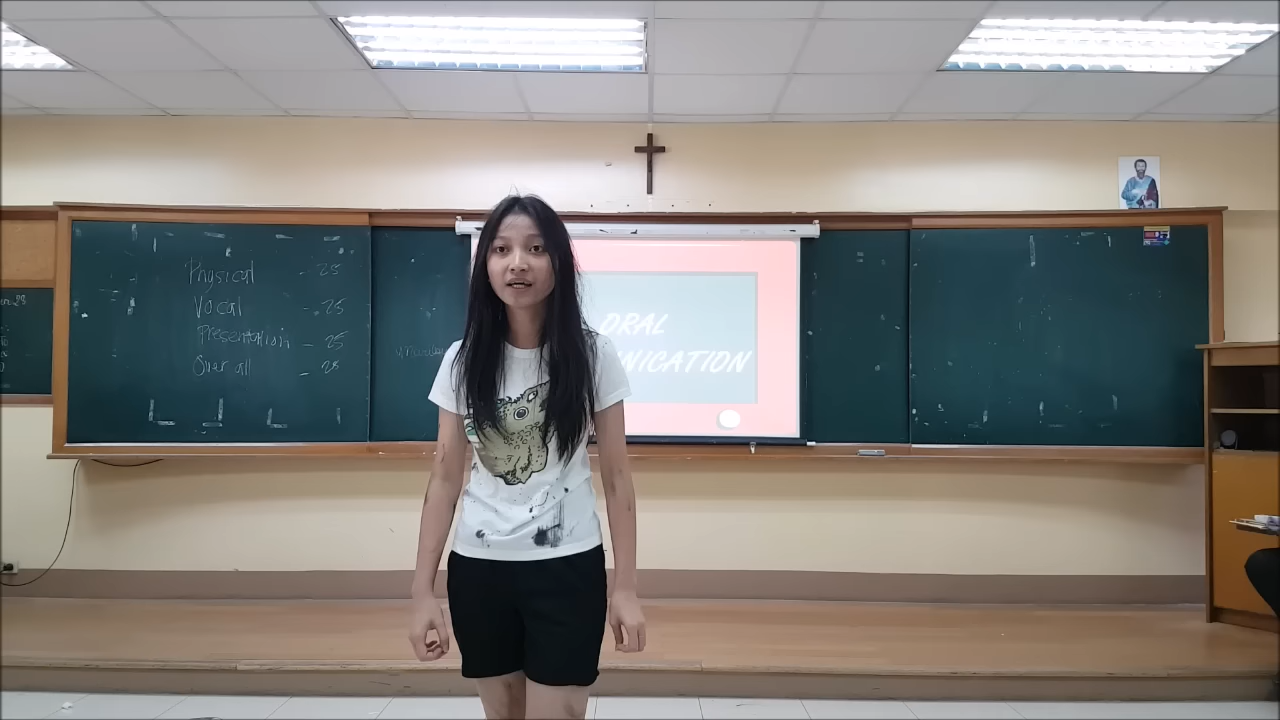 Physical - 25
Vocal - 25
Presentation - 25
Over all - 25
ORAL
NICATION